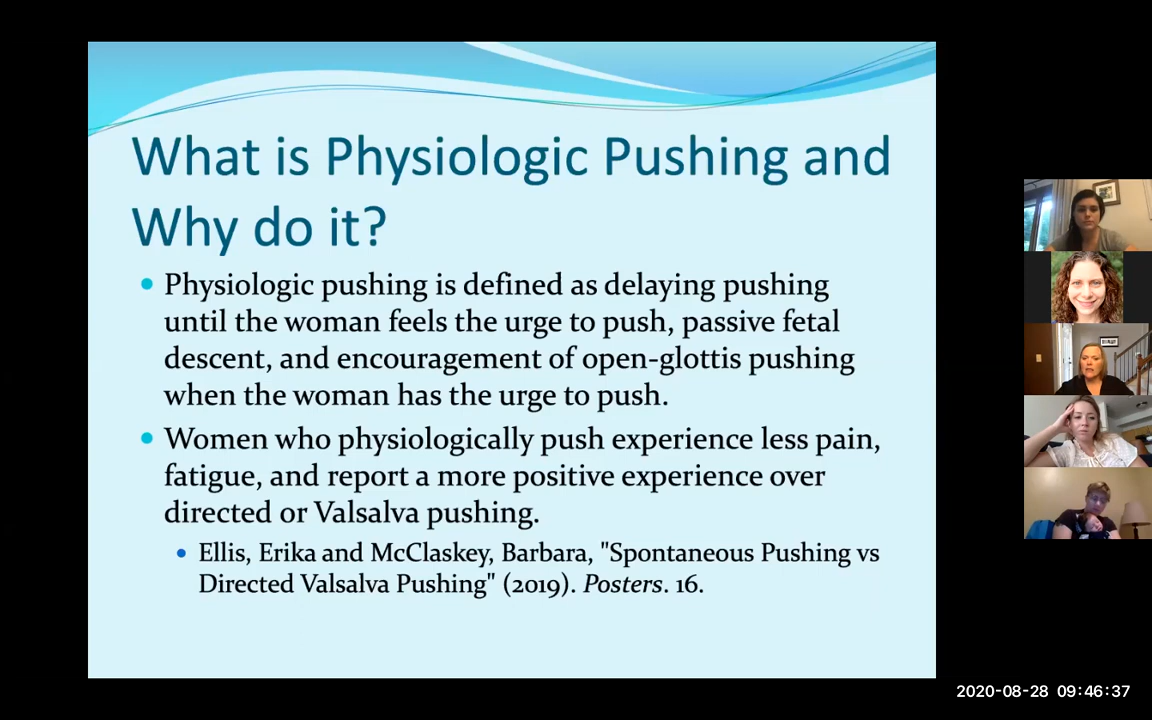 What is Physiologic Pushing and
Why do it?
Physiologic pushing is defined as delaying pushing
until the woman feels the urge to push, passive fetal
descent, and encouragement of open-glottis pushing
when the woman has the urge to push.
Women who physiologically push experience less pain,
fatigue, and report a more positive experience over
directed or Valsalva pushing.
Ellis, Erika and McClaskey, Barbara, "Spontaneous Pushing vs
Directed Valsalva Pushing" (2019). Posters. 16.
2020-08-28 09:46:37